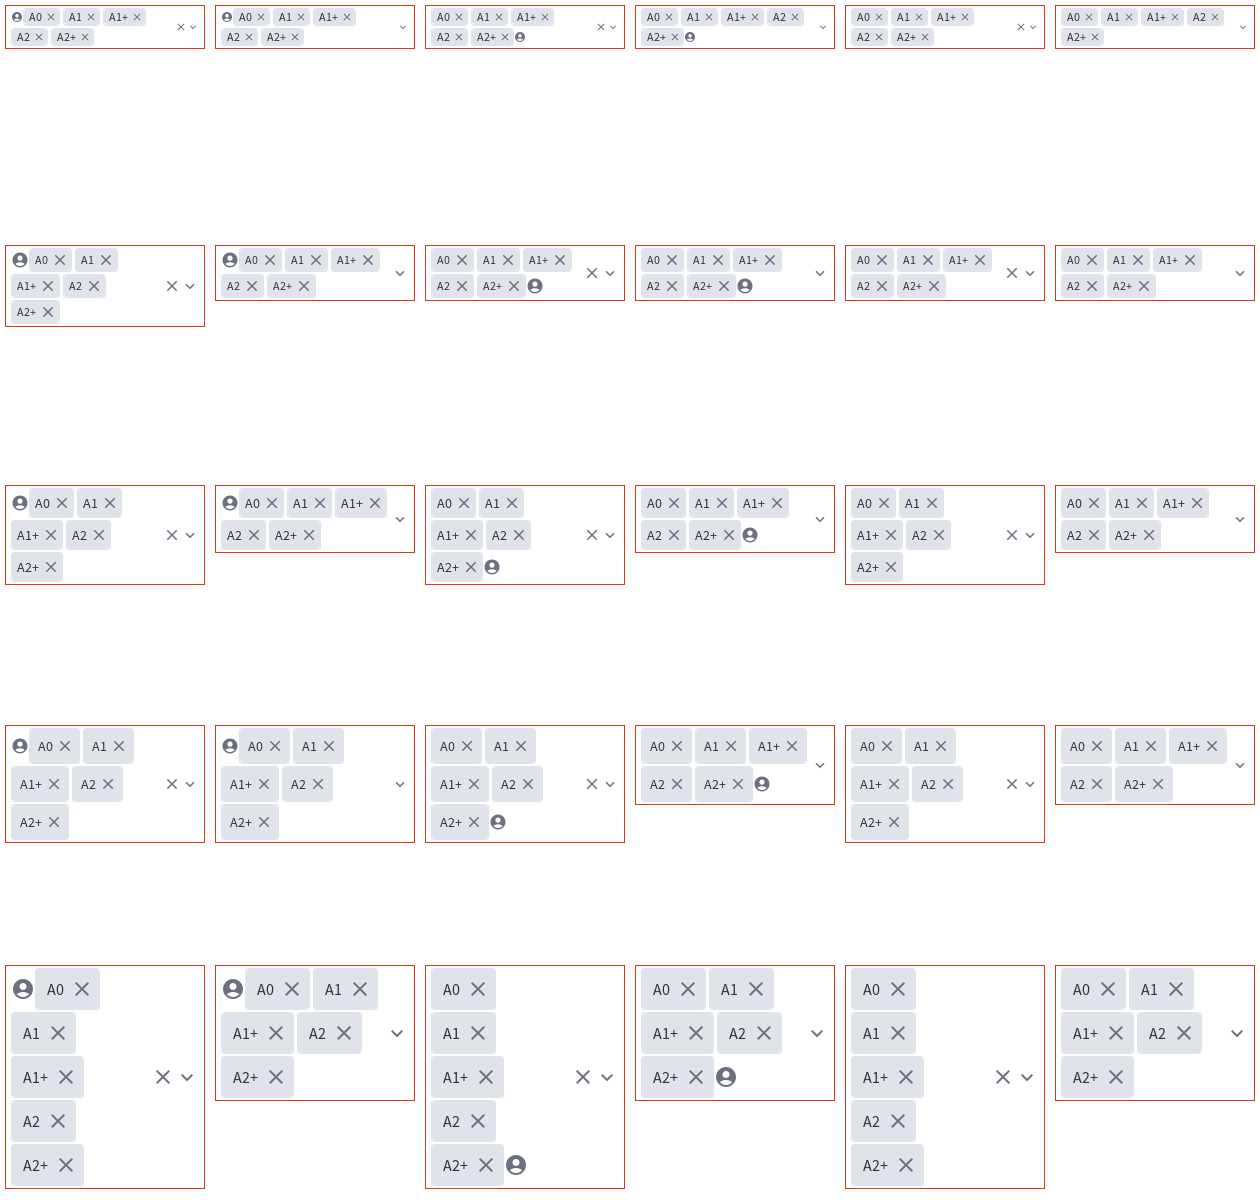 A0 A1 A1+ A0 A1 A1+ A0 A1 A1+ A0 A1 A1+ A2 A0 A1 A1+ A0 A1 A1+ A2
A2 A2+ A2 A2+ A2 A2+ A2+ A2 A2+ A2+
A0 A1 A0 A1 A1+ A0 A1 A1+ A0 A1 A1+ A0 A1 A1+ A0 A1 A1+
A1+ A2 A2 A2+ A2 A2+ A2 A2+ A2 A2+ A2 A2+
A2+
A0 A1 A0 A1 A1+ A0 A1 A0 A1 A1+ A0 A1 A0 A1 A1+
A1+ A2 A2 A2+ A1+ A2 A2 A2+ A1+ A2 A2 A2+
A2+ A2+ A2+
A0 A1 A0 A1 A0 A1 A0 A1 A1+ A0 A1 A0 A1 A1+
A1+ A2 A1+ A2 A1+ A2 A2 A2+ A1+ A2 A2 A2+
A2+ A2+ A2+ A2+
A0 A0 A1 A0 A0 A1 A0 A0 A1
A1 A1+ A2 A1 A1+ A2 A1 A1+ A2
A1+ A2+ A1+ A2+ A1+ A2+
A2 A2 A2
A2+ A2+ A2+